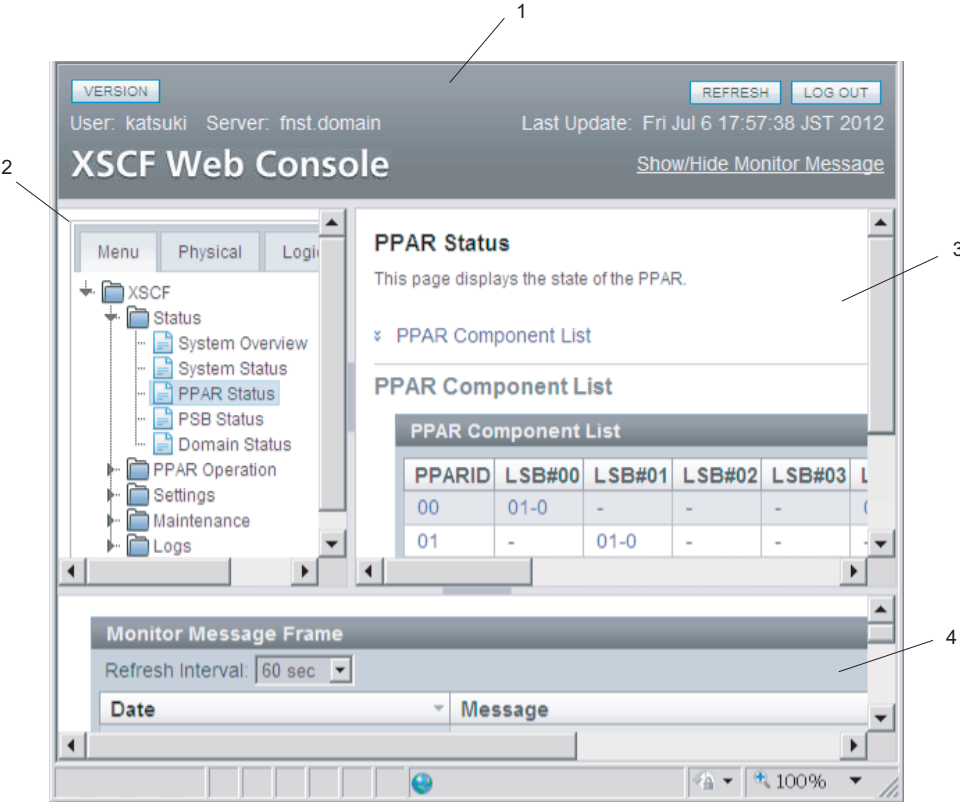 1
VERSION REFRESH LOG OUT
User: katsuki Server: fnst.domain Last Update: Fri Jul 6 17:57:38 JST 2012
XSCF Web Console Show/Hide Monitor Message
2
Menu Physical
XSCF
Status
System Overview
System Status
PPAR Status
PSB Status
Domain Status
PPAR Operation
Settings
Maintenance
Logs
3
PPAR Status
This page displays the state of the PPAR.
PPAR Component List
PPAR Component List
PPAR Component List
PPARID LSB#00 LSB#01 LSB#02 LSB#03
00 01-0 - - -
01 - 01-0 - - -
4
Monitor Message Frame
Refresh Interval: 60 sec
Date Message
100%